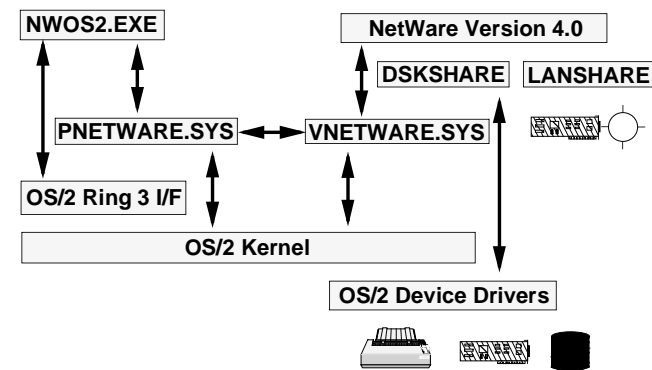 NWOS2.EXE
NetWare Version 4.0
DSKSHARE
LANSHARE
PNETWARE.SYS
VNETWARE.SYS
OS/2 Ring 3 I/F
OS/2 Kernel
OS/2 Device Drivers